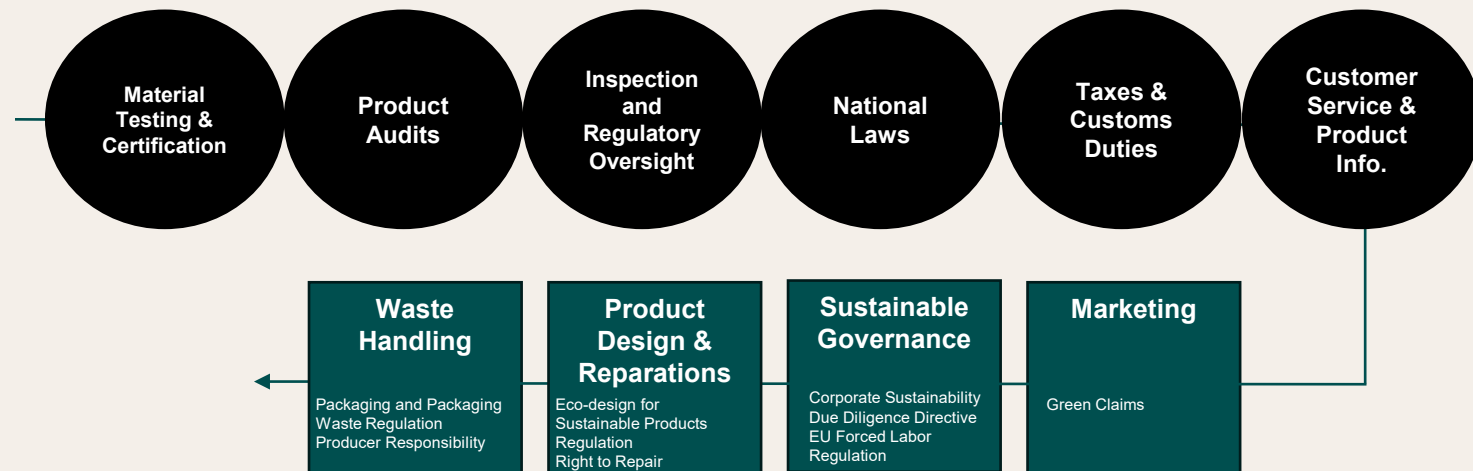 Material
Testing &
Certification
Product
Audits
Inspection
and
Regulatory
Oversight
National
Laws
Taxes &
Customs
Duties
Customer
Service &
Product
Info.
Waste
Handling
Packaging and Packaging
Waste Regulation
Producer Responsibility
Product
Design &
Reparations
Eco-design for
Sustainable Products
Regulation
Right to Repair
Sustainable
Governance
Corporate Sustainability
Due Diligence Directive
EU Forced Labor
Regulation
Marketing
Green Claims